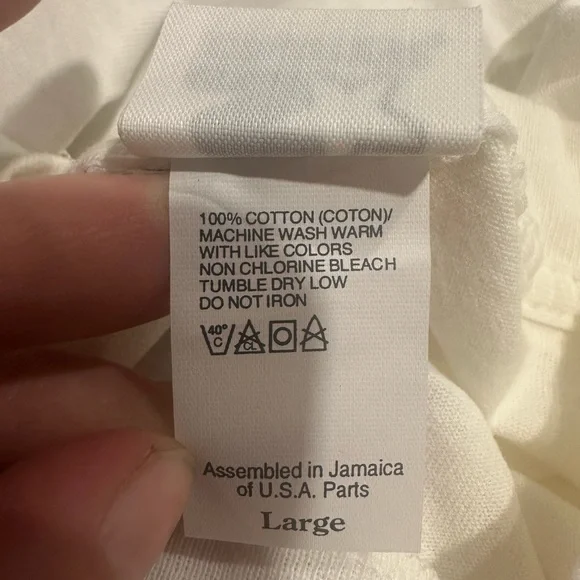 100% COTTON (COTON)/
MACHINE WASH WARM
WITH LIKE COLORS
NON CHLORINE BLEACH
TUMBLE DRY LOW
DO NOT IRON
40° C CL
Assembled in Jamaica
of U.S.A. Parts
Large